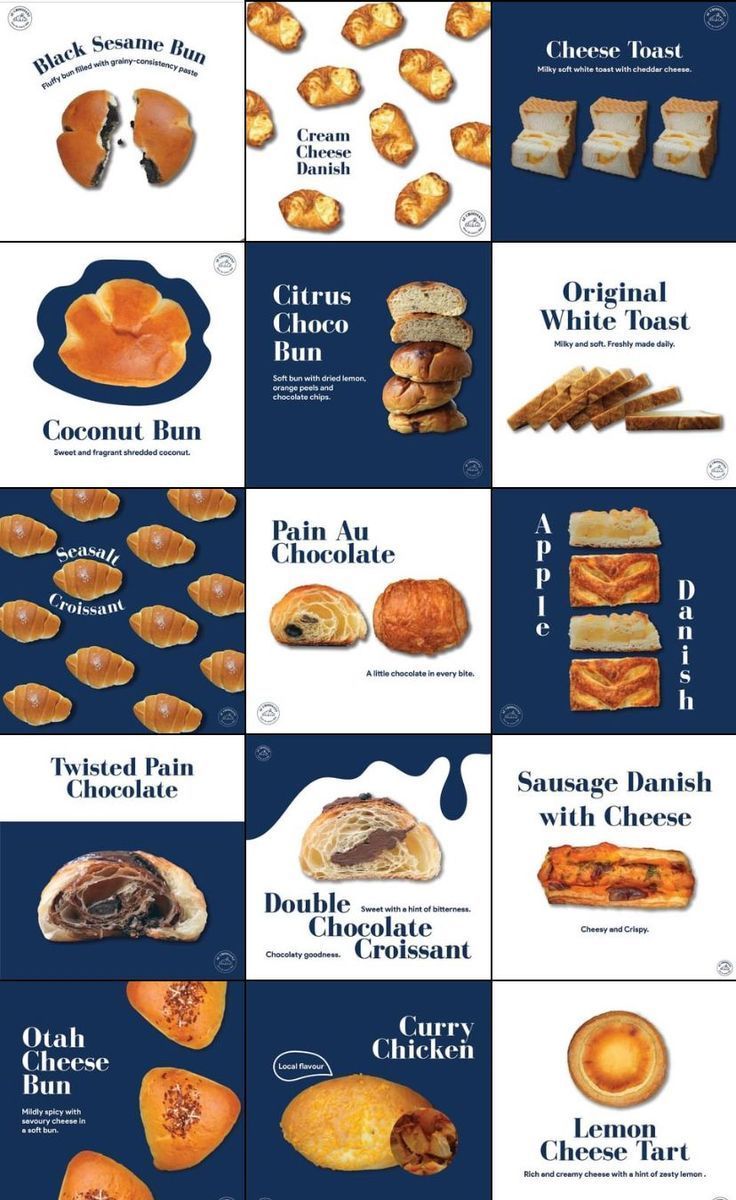 Black Sesame Bun
Fluffy bun filled with grainy-consistency paste
Cream
Cheese
Danish
Cheese Toast
Milky soft white toast with cheddar cheese.
Coconut Bun
Sweet and fragrant shredded coconut.
Citrus
Choco
Bun
Soft bun with dried lemon,
orange peels and
chocolate chips.
Original
White Toast
Milky and soft. Freshly made daily.
Seasalt
Croissant
Pain Au
Chocolate
A little chocolate in every bite.
Apple
Danish
Twisted Pain
Chocolate
Double
Chocolate
Croissant
Sweet with a hint of bitterness.
Chocolaty goodness.
Sausage Danish
with Cheese
Cheesy and Crispy.
Otah
Cheese
Bun
Mildly spicy with
savoury cheese in
a soft bun.
Curry
Chicken
Local flavour
Lemon
Cheese Tart
Rich and creamy cheese with a hint of zesty lemon .